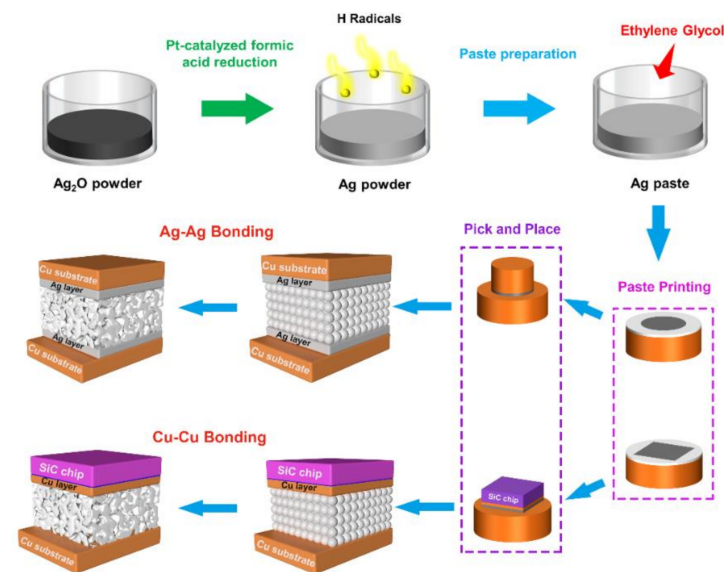 H Radicals
Pt-catalyzed formic
acid reduction
Paste preparation
Ethylene Glycol
Ag₂O powder
Ag powder
Ag paste
Ag-Ag Bonding
Pick and Place
Paste Printing
Cu substrate
Ag layer
Ag layer
Cu substrate
Cu substrate
Ag layer
Ag layer
Cu substrate
Cu-Cu Bonding
SiC chip
Cu layer
Cu substrate
SiC chip
Cu layer
Cu substrate
SiC chip